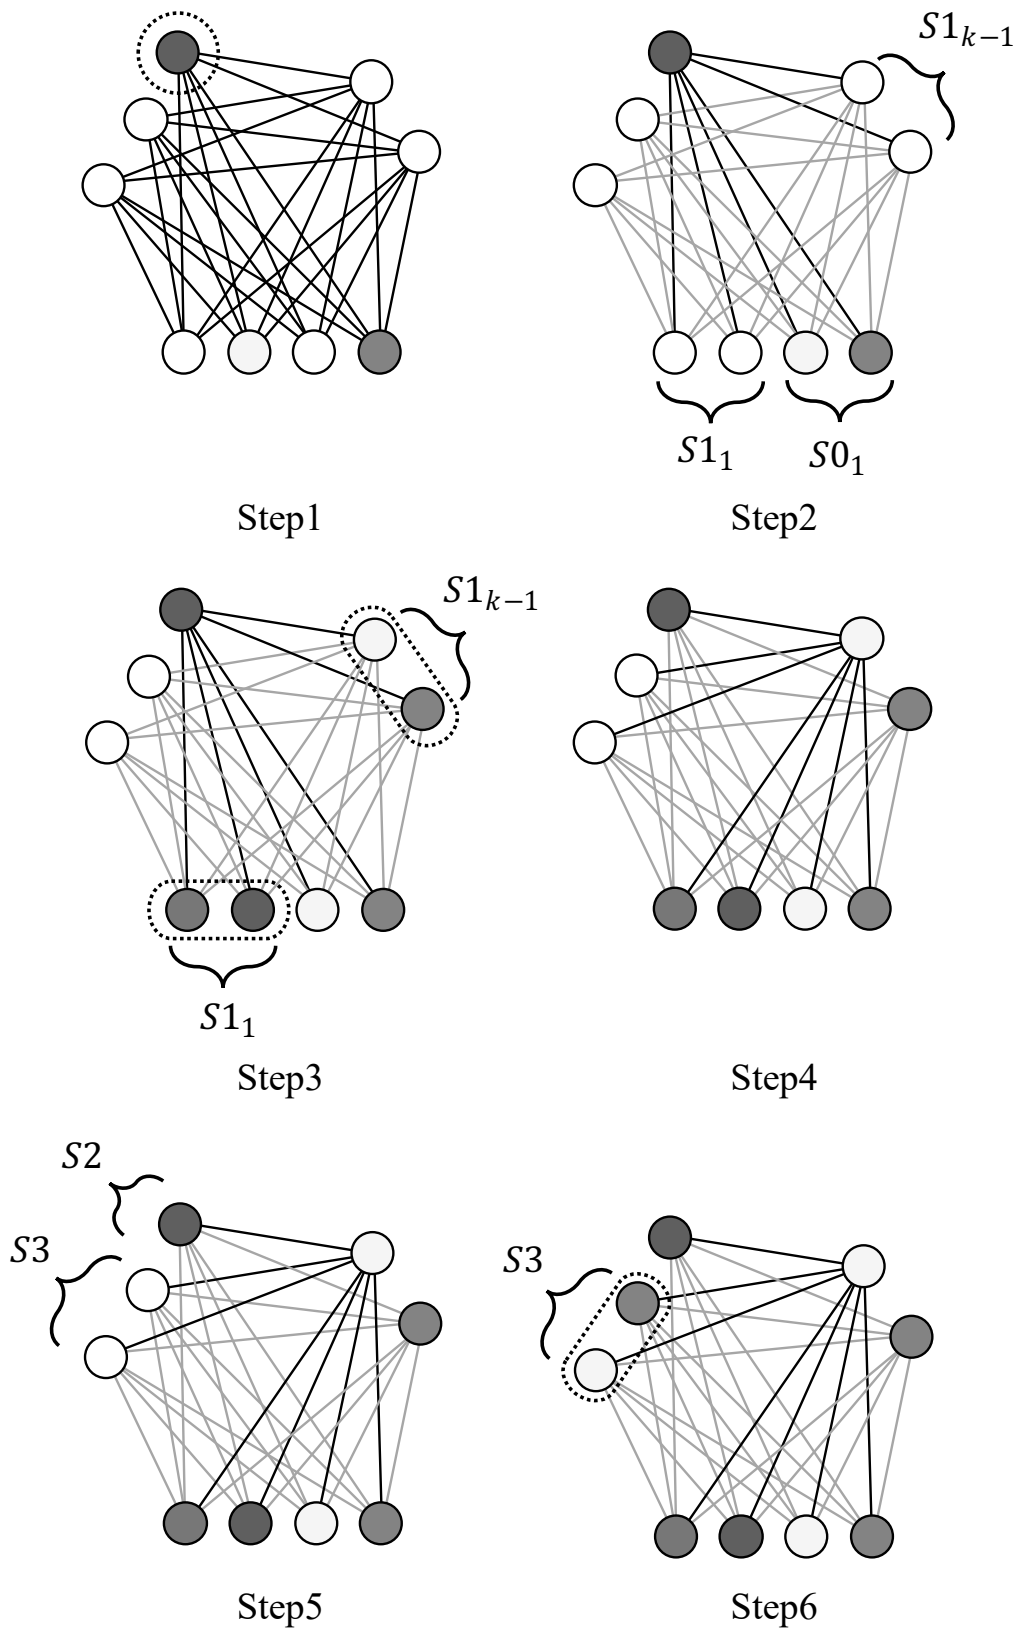 $S1_{k-1}$
$S1_1$ $S0_1$
Step1 Step2
$S1_{k-1}$
$S1_1$
Step3 Step4
$S2$
$S3$ $S3$
Step5 Step6